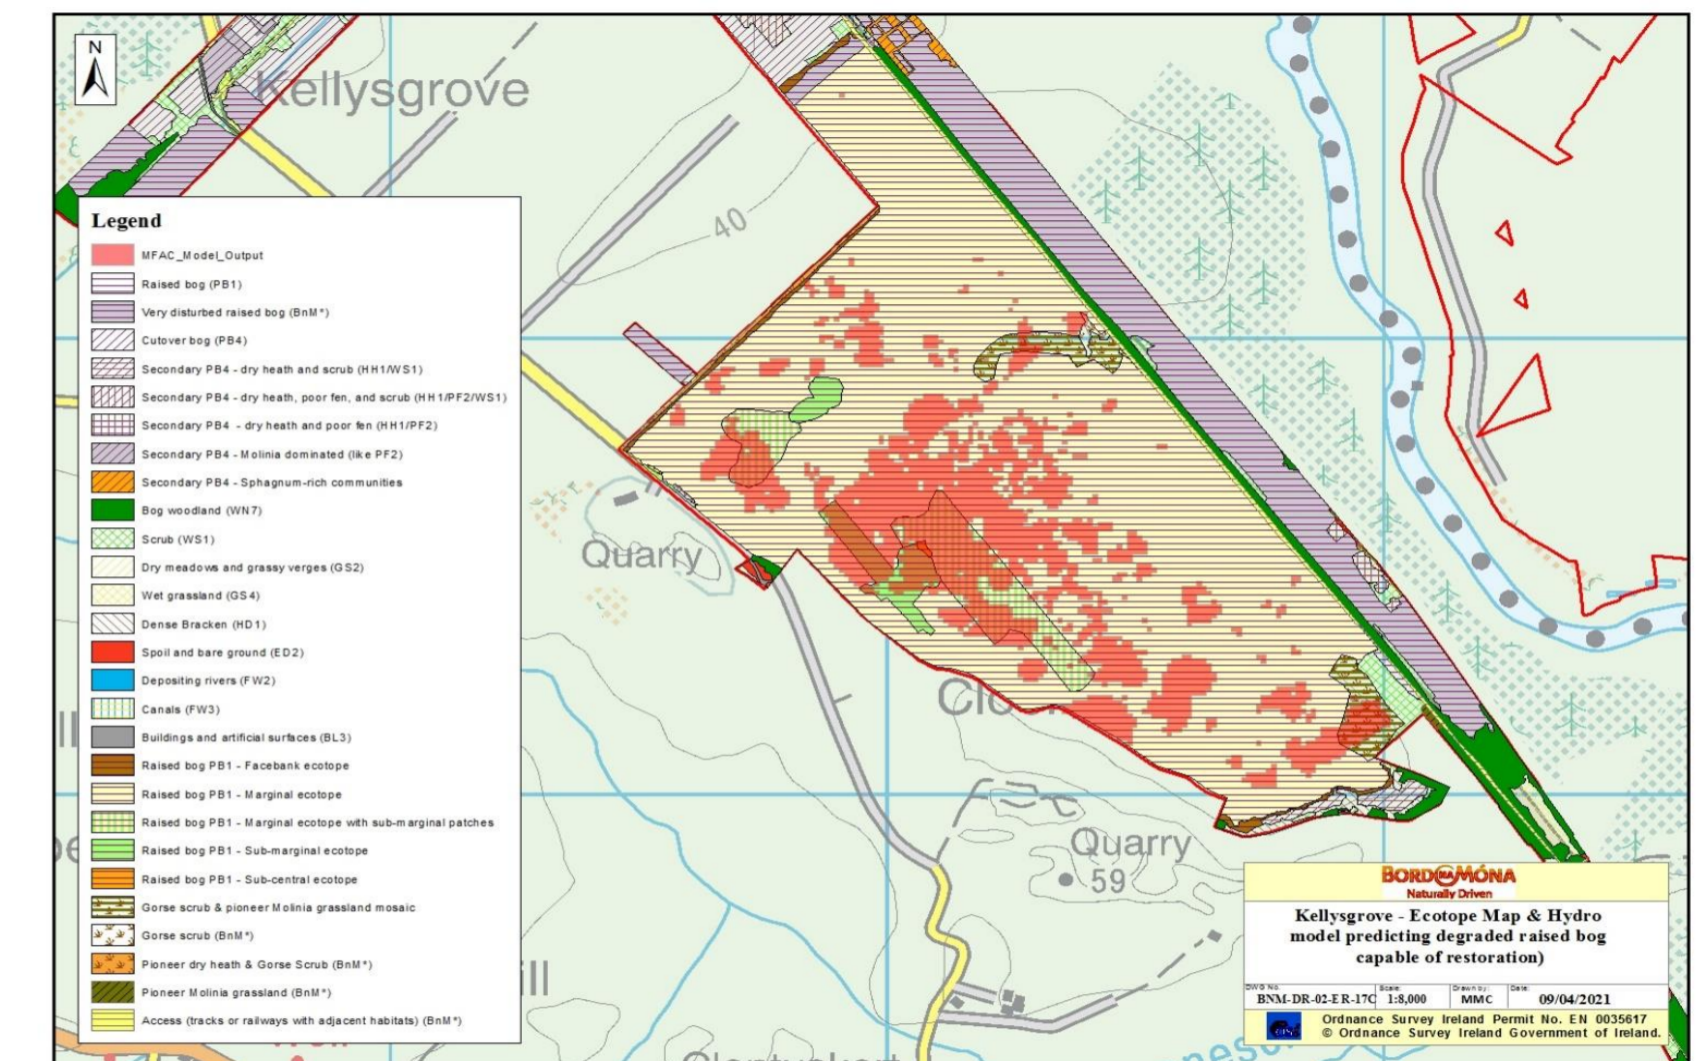 N
Kellysgrove
40
Legend
MFAC_Model_Output
Raised bog (PB1)
Very disturbed raised bog (BnM*)
Cutover bog (PB4)
Secondary PB4 - dry heath and scrub (HH1/WS1)
Secondary PB4 - dry heath, poor fen, and scrub (HH1/PF2/WS1)
Secondary PB4 - dry heath and poor fen (HH1/PF2)
Secondary PB4 - Molinia dominated (like PF2)
Secondary PB4 - Sphagnum-rich communities
Bog woodland (WN7)
Scrub (WS1)
Dry meadows and grassy verges (GS2)
Wet grassland (GS4)
Dense Bracken (HD1)
Spoil and bare ground (ED2)
Depositing rivers (FW2)
Canals (FW3)
Buildings and artificial surfaces (BL3)
Raised bog PB1 - Facebank ecotope
Raised bog PB1 - Marginal ecotope
Raised bog PB1 - Marginal ecotope with sub-marginal patches
Raised bog PB1 - Sub-marginal ecotope
Raised bog PB1 - Sub-central ecotope
Gorse scrub & pioneer Molinia grassland mosaic
Gorse scrub (BnM*)
Pioneer dry heath & Gorse Scrub (BnM*)
Pioneer Molinia grassland (BnM*)
Access (tracks or railways with adjacent habitats) (BnM*)
Quarry
Quarry
59
BORD NA MÓNA
Naturally Driven
Kellysgrove - Ecotope Map & Hydro
model predicting degraded raised bog
capable of restoration)
DWG No. Scale: Drawn by: Date:
BNM-DR-02-ER-17C 1:8,000 MMC 09/04/2021
Ordnance Survey Ireland Permit No. EN 0035617
© Ordnance Survey Ireland Government of Ireland.